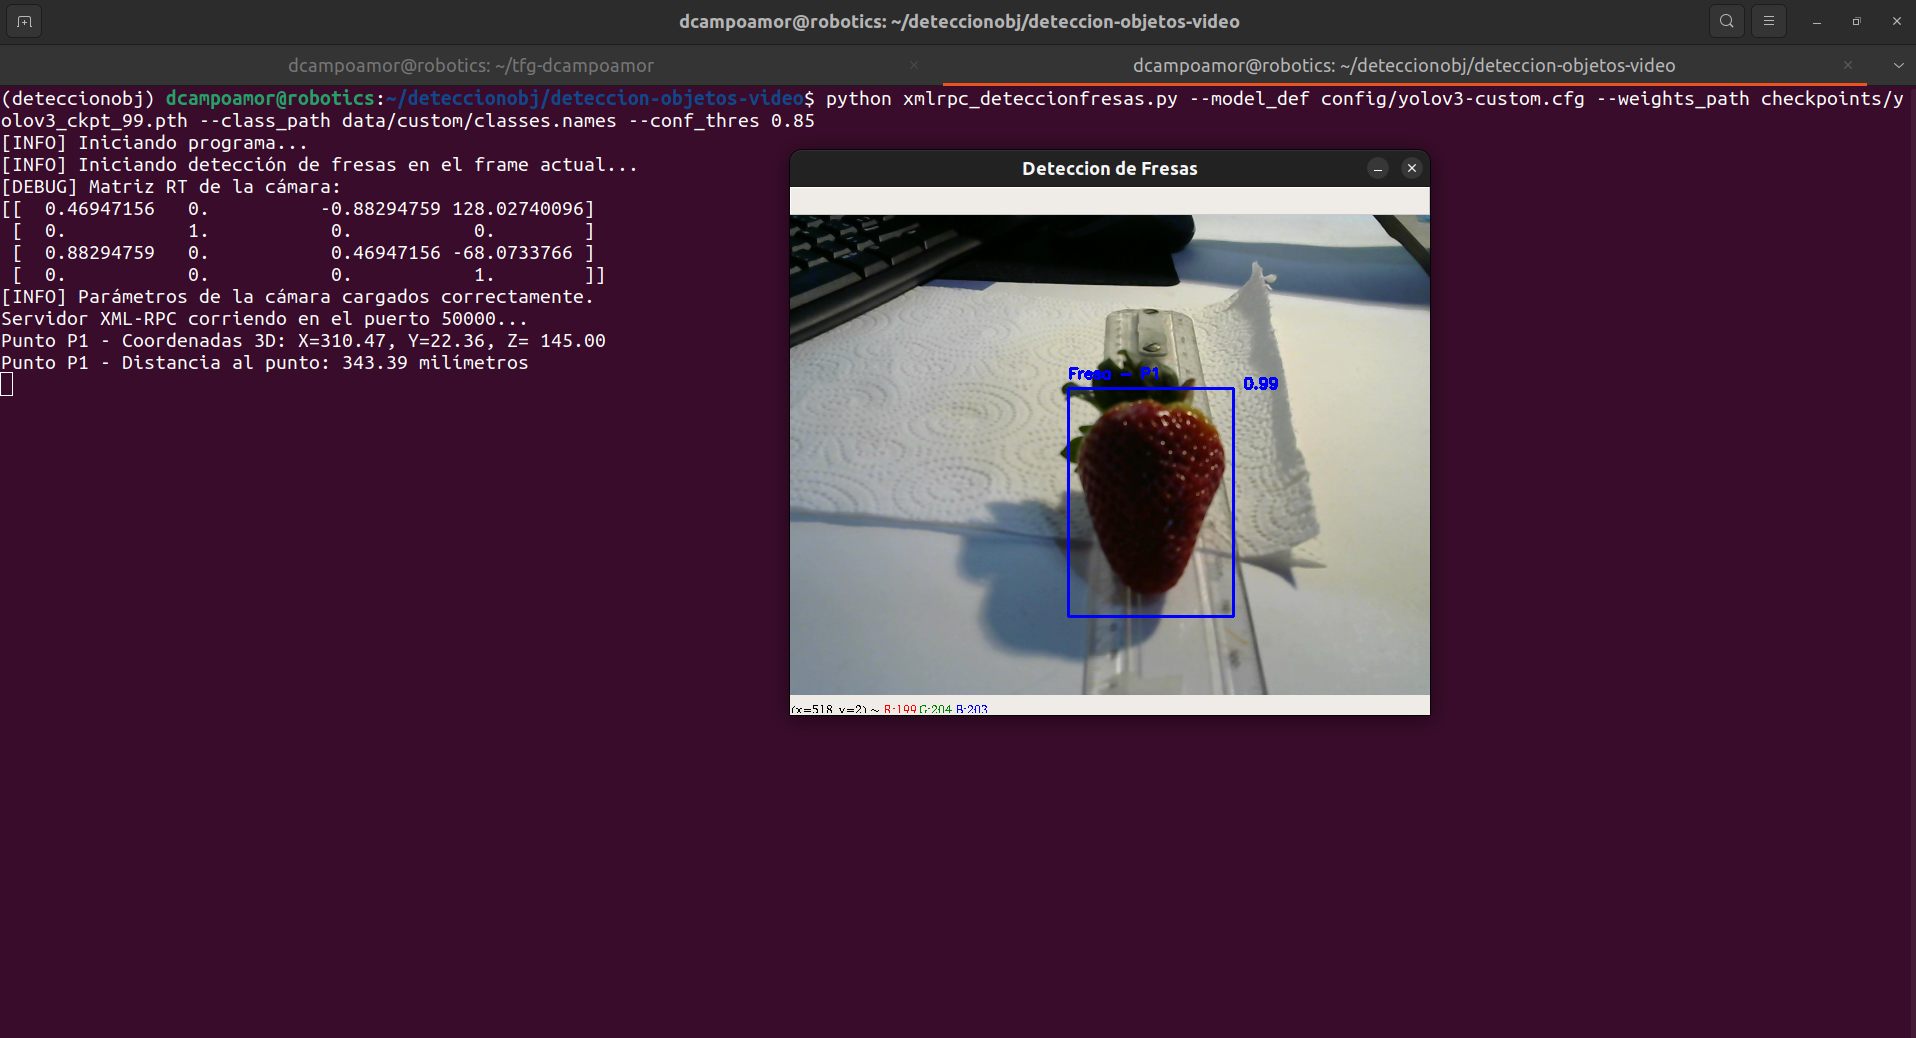 dcampoamor@robotics: ~/deteccionobj/deteccion-objetos-video
dcampoamor@robotics: ~/tfg-dcampoamor
dcampoamor@robotics: ~/deteccionobj/deteccion-objetos-video
(deteccionobj) dcampoamor@robotics:~/deteccionobj/deteccion-objetos-video$ python xmlrpc_deteccionfresas.py --model_def config/yolov3-custom.cfg --weights_path checkpoints/y
olov3_ckpt_99.pth --class_path data/custom/classes.names --conf_thres 0.85
[INFO] Iniciando programa...
[INFO] Iniciando detección de fresas en el frame actual...
[DEBUG] Matriz RT de la cámara:
[[  0.46947156   0.          -0.88294759 128.02740096]
 [  0.           1.           0.           0.        ]
 [  0.88294759   0.           0.46947156 -68.0733766 ]
 [  0.           0.           0.           1.        ]]
[INFO] Parámetros de la cámara cargados correctamente.
Servidor XML-RPC corriendo en el puerto 50000...
Punto P1 - Coordenadas 3D: X=310.47, Y=22.36, Z= 145.00
Punto P1 - Distancia al punto: 343.39 milímetros
Deteccion de Fresas
Fresa - P1
0.99
(x=518, y=2) ~ R:199 G:204 B:203